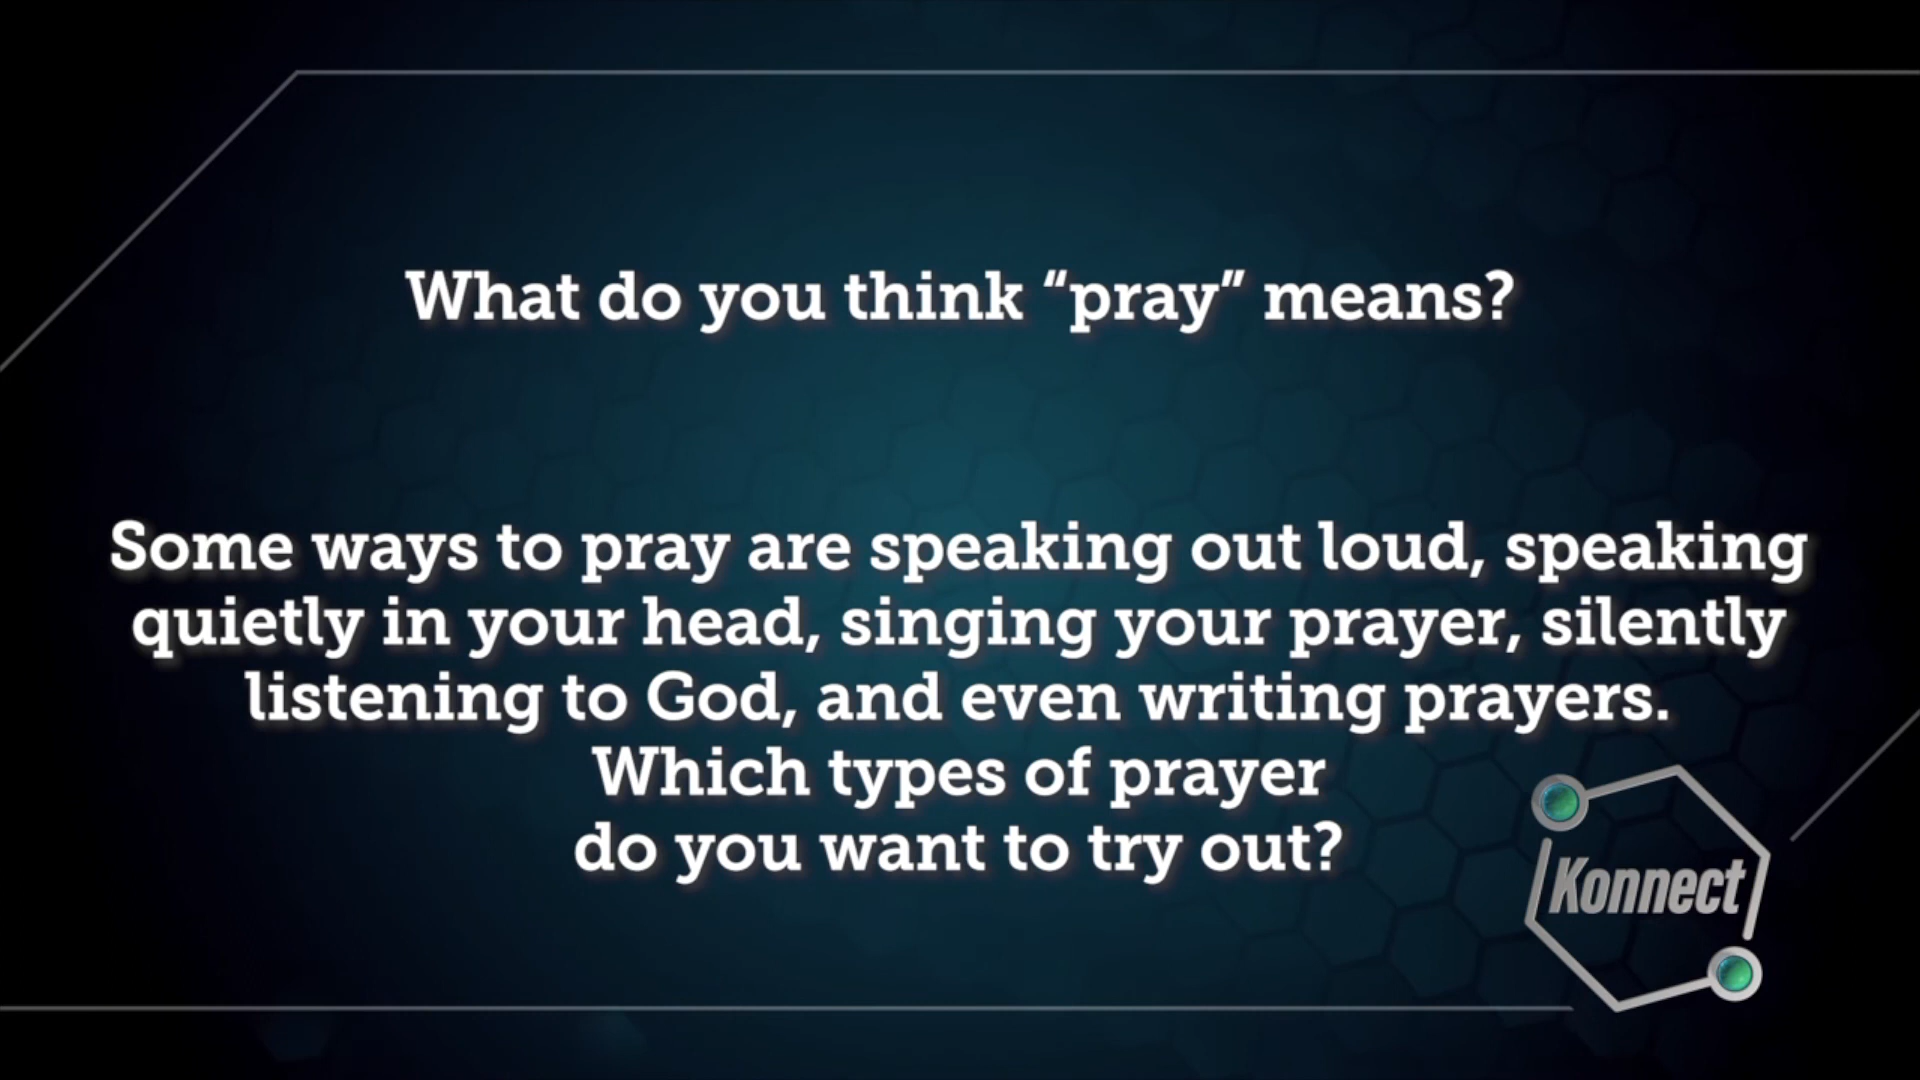 What do you think “pray” means?
Some ways to pray are speaking out loud, speaking
quietly in your head, singing your prayer, silently
listening to God, and even writing prayers.
Which types of prayer
do you want to try out?
Konnect